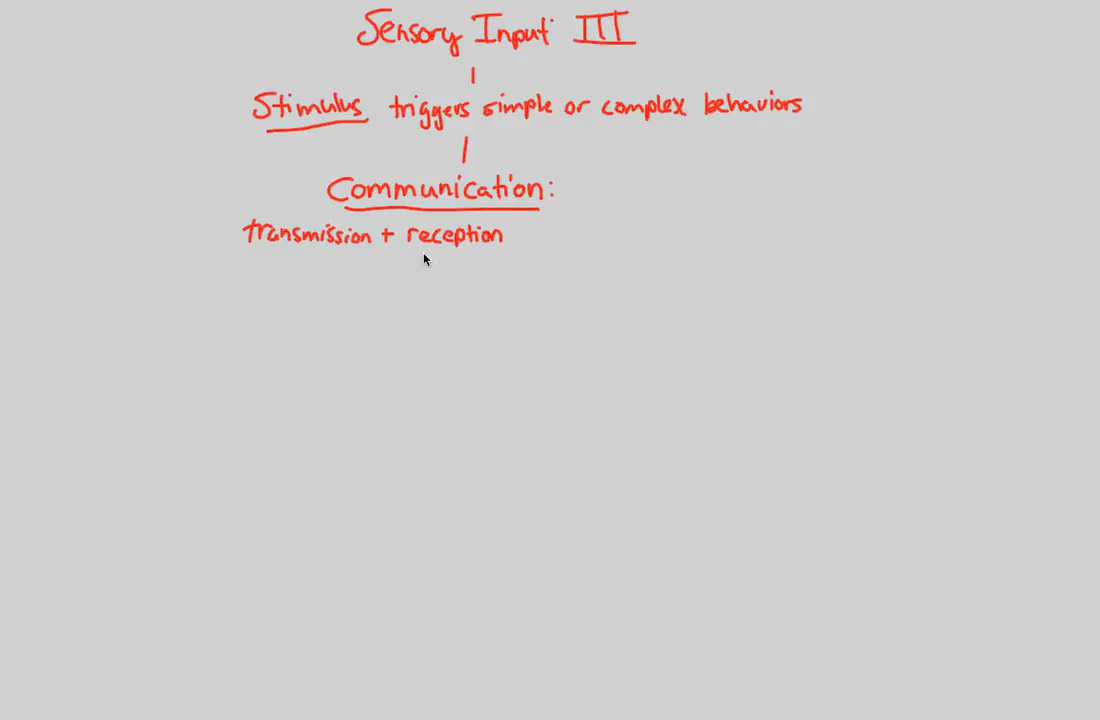 Sensory Input III
Stimulus triggers simple or complex behaviors
Communication:
transmission + reception